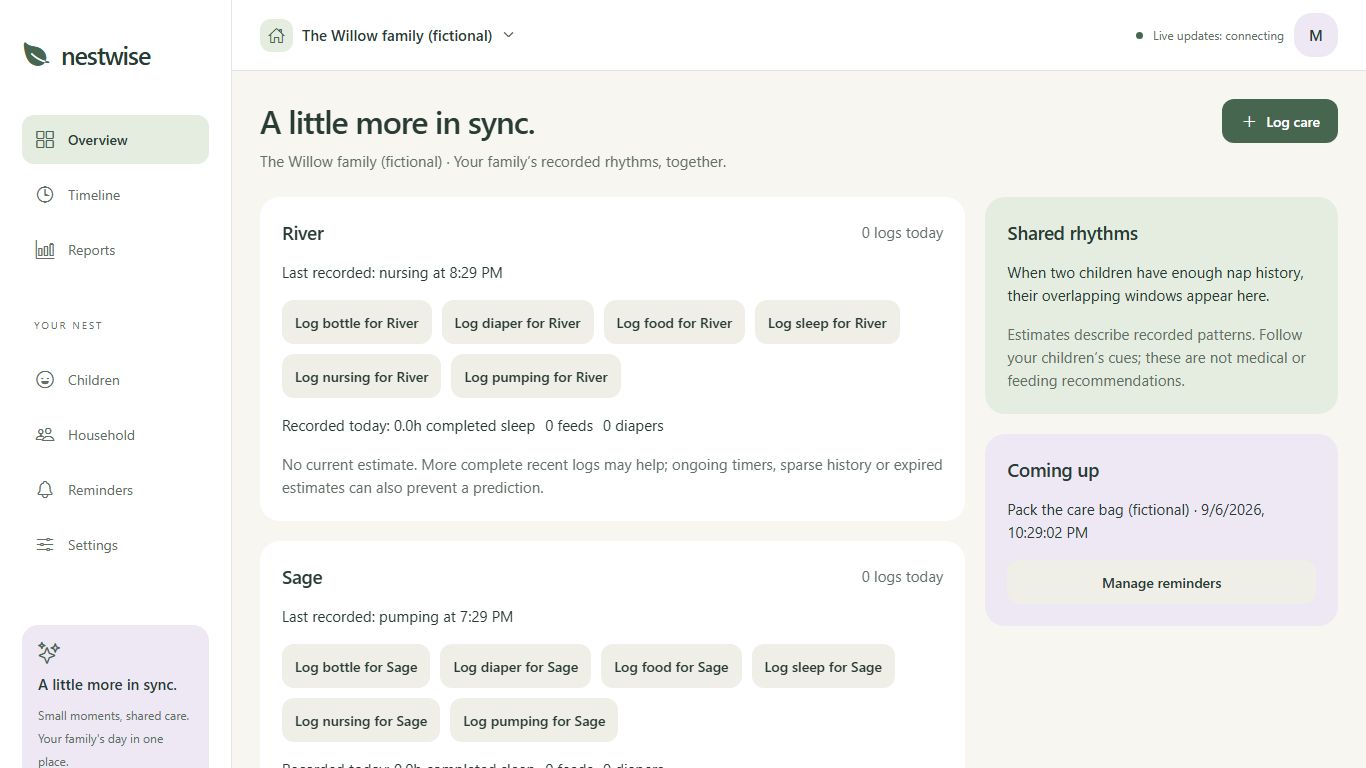 nestwise
Overview
Timeline
Reports
YOUR NEST
Children
Household
Reminders
Settings
A little more in sync.
Small moments, shared care.
Your family's day in one
place.
The Willow family (fictional)
Live updates: connecting
M
A little more in sync.
The Willow family (fictional) · Your family's recorded rhythms, together.
+ Log care
River
0 logs today
Last recorded: nursing at 8:29 PM
Log bottle for River
Log diaper for River
Log food for River
Log sleep for River
Log nursing for River
Log pumping for River
Recorded today: 0.0h completed sleep 0 feeds 0 diapers
No current estimate. More complete recent logs may help; ongoing timers, sparse history or expired
estimates can also prevent a prediction.
Sage
0 logs today
Last recorded: pumping at 7:29 PM
Log bottle for Sage
Log diaper for Sage
Log food for Sage
Log sleep for Sage
Log nursing for Sage
Log pumping for Sage
Recorded today: 0.0h completed sleep 0 feeds 0 diapers
Shared rhythms
When two children have enough nap history,
their overlapping windows appear here.
Estimates describe recorded patterns. Follow
your children's cues; these are not medical or
feeding recommendations.
Coming up
Pack the care bag (fictional) · 9/6/2026,
10:29:02 PM
Manage reminders